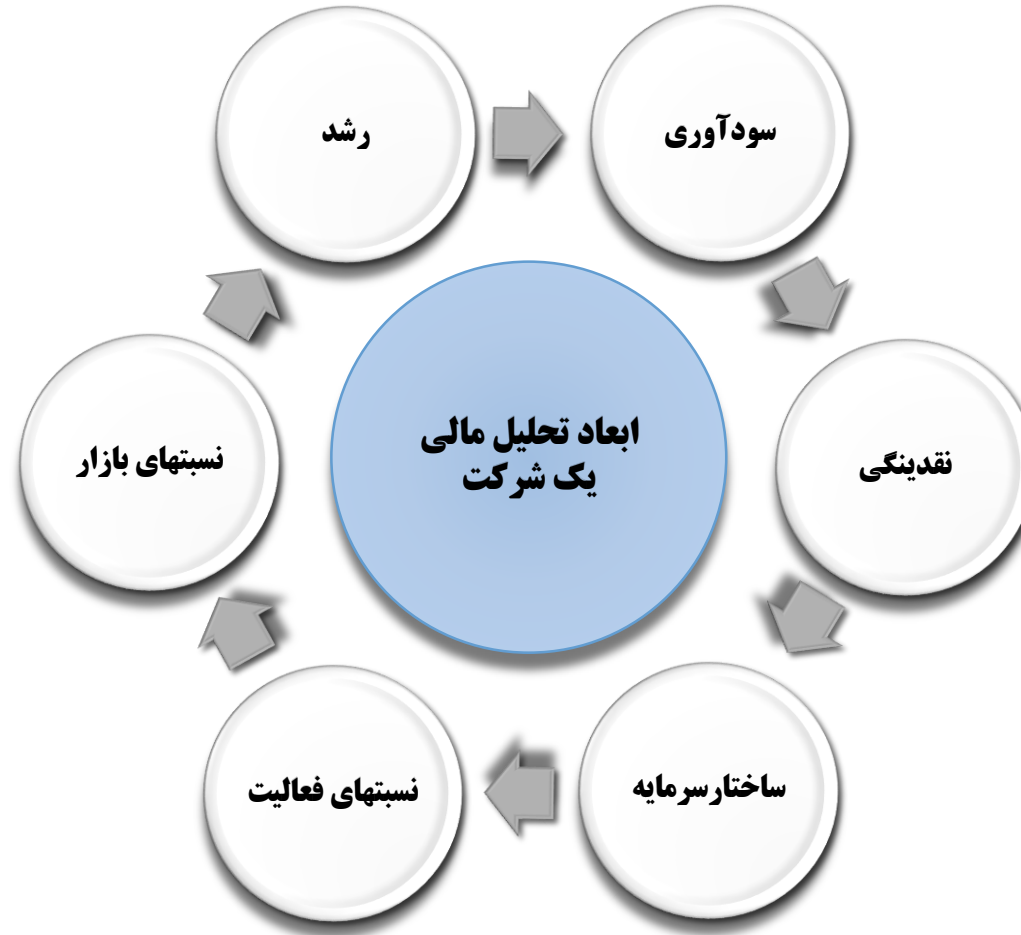 رشد
سودآوری
ابعاد تحلیل مالی
یک شرکت
نسبتهای بازار
نقدینگی
نسبتهای فعالیت
ساختارسرمایه